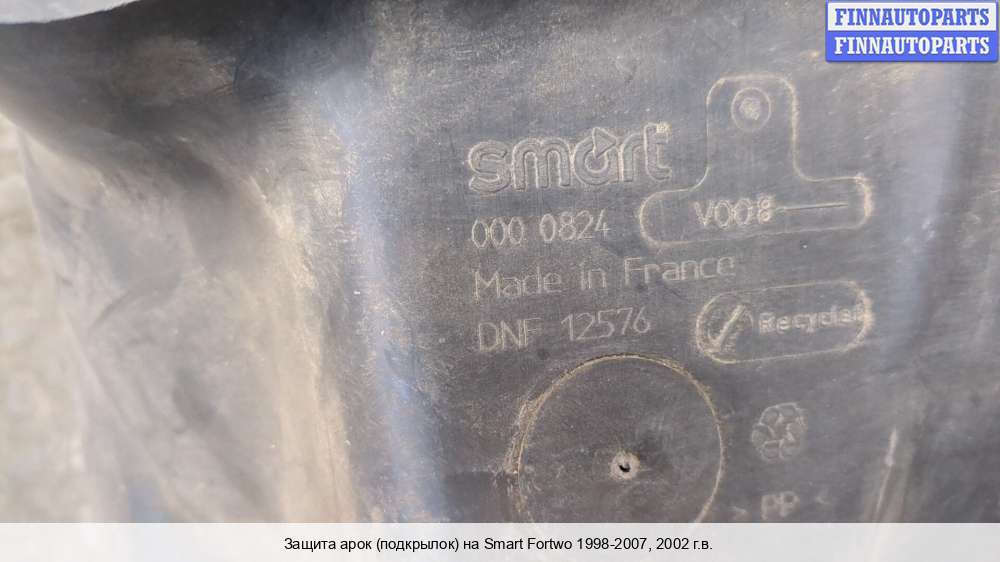 FINNAUTOPARTS
FINNAUTOPARTS
smart
000 0824
V008
Made in France
DNF 12576
Recyclet
PP <
Защита арок (подкрылок) на Smart Fortwo 1998-2007, 2002 г.в.